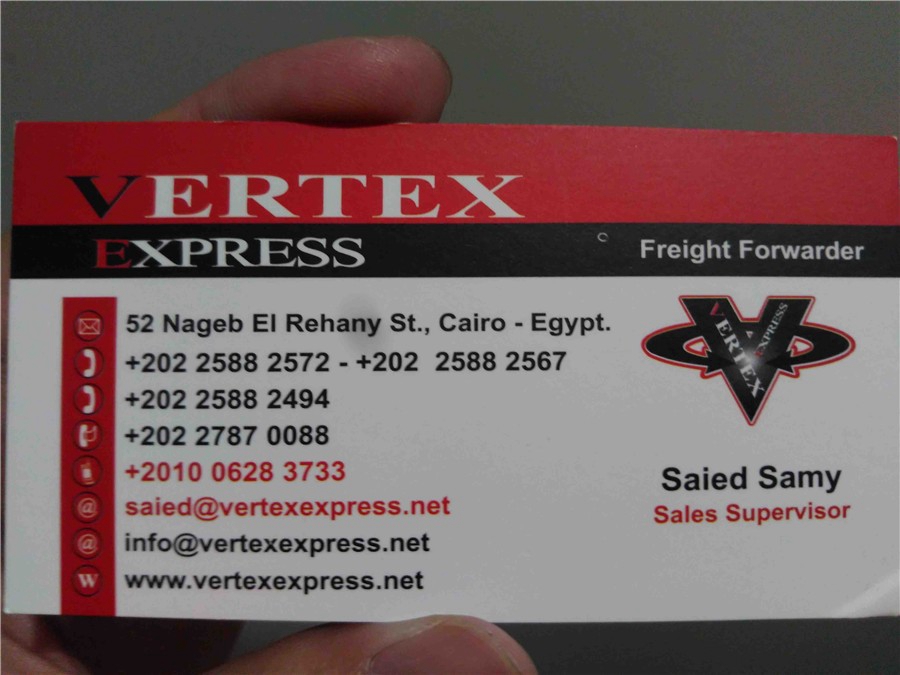 VERTEX
EXPRESS
Freight Forwarder
52 Nageb El Rehany St., Cairo - Egypt.
+202 2588 2572 - +202 2588 2567
+202 2588 2494
+202 2787 0088
+2010 0628 3733
@ saied@vertexexpress.net
@ info@vertexexpress.net
W www.vertexexpress.net
VERTEX
EXPRESS
Saied Samy
Sales Supervisor